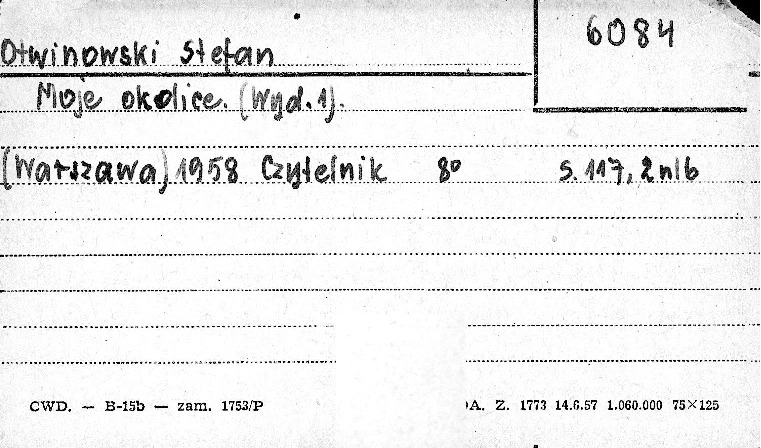 6084
Otwinowski Stefan
Moje okolice. (Wyd. 1).
(Warszawa) 1958 Czytelnik 8° s. 117, 2 nlb
CWD. — B-15b — zam. 1753/P
A. Z. 1773 14.6.57 1.060.000 75×125